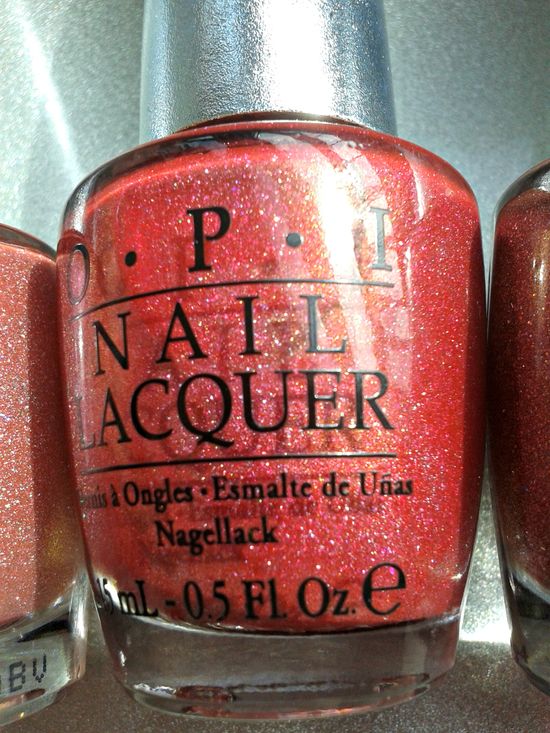 O · P · I
NAIL
LACQUER
à Ongles · Esmalte de Uñas
Nagellack
mL - 0.5 Fl. Oz. e
BV